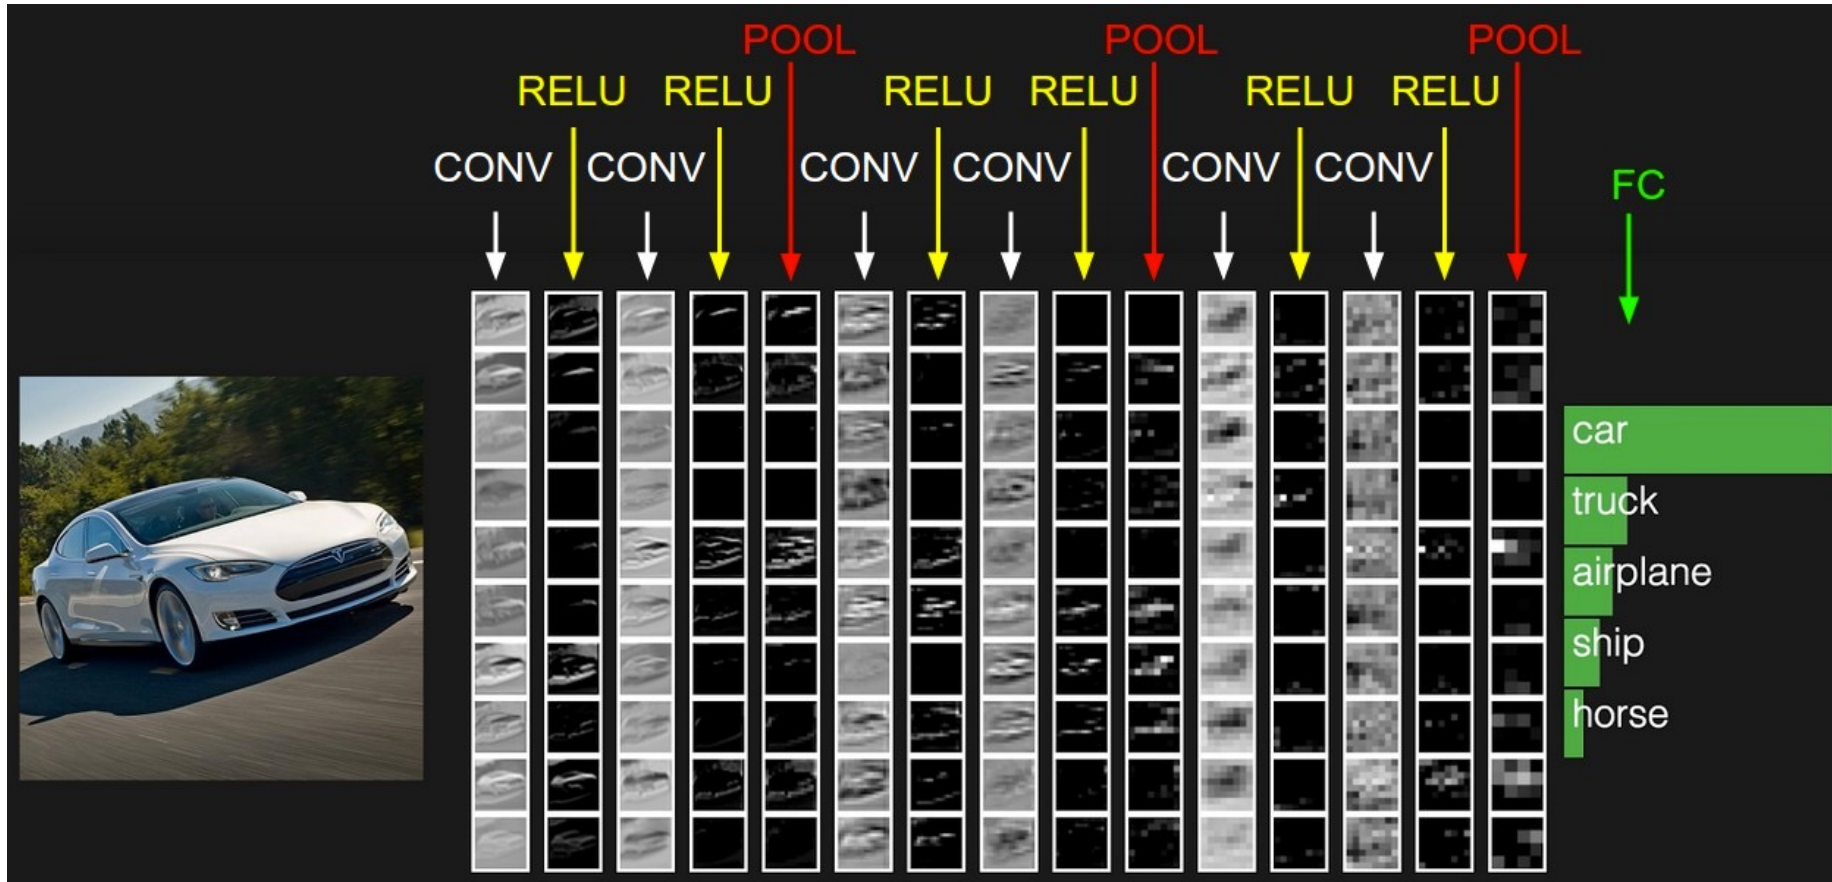 POOL POOL POOL
RELU RELU RELU RELU RELU RELU
CONV CONV CONV CONV CONV CONV
FC
car
truck
airplane
ship
horse